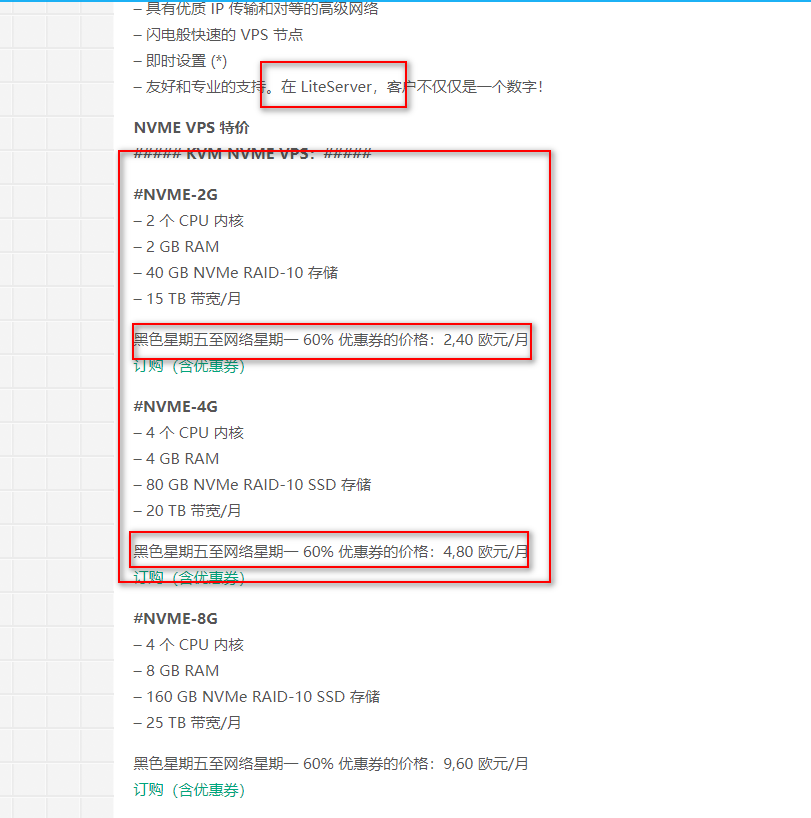 – 具有优质 IP 传输和对等的高级网络
– 闪电般快速的 VPS 节点
– 即时设置 (*)
– 友好和专业的支持。在 LiteServer，客户不仅仅是一个数字！
NVME VPS 特价
##### KVM NVME VPS：#####
#NVME-2G
– 2 个 CPU 内核
– 2 GB RAM
– 40 GB NVMe RAID-10 存储
– 15 TB 带宽/月
黑色星期五至网络星期一 60% 优惠券的价格：2,40 欧元/月
订购（含优惠券）
#NVME-4G
– 4 个 CPU 内核
– 4 GB RAM
– 80 GB NVMe RAID-10 SSD 存储
– 20 TB 带宽/月
黑色星期五至网络星期一 60% 优惠券的价格：4,80 欧元/月
订购（含优惠券）
#NVME-8G
– 4 个 CPU 内核
– 8 GB RAM
– 160 GB NVMe RAID-10 SSD 存储
– 25 TB 带宽/月
黑色星期五至网络星期一 60% 优惠券的价格：9,60 欧元/月
订购（含优惠券）